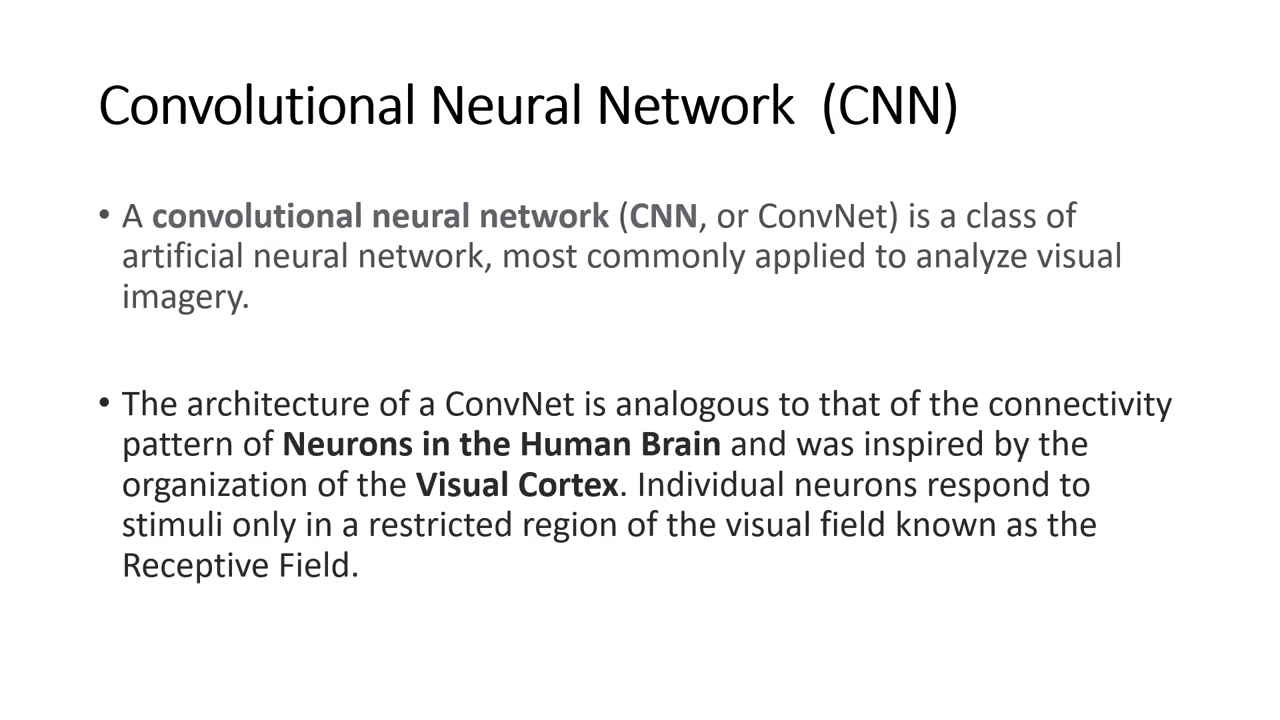 Convolutional Neural Network  (CNN)
• A convolutional neural network (CNN, or ConvNet) is a class of
artificial neural network, most commonly applied to analyze visual
imagery.
• The architecture of a ConvNet is analogous to that of the connectivity
pattern of Neurons in the Human Brain and was inspired by the
organization of the Visual Cortex. Individual neurons respond to
stimuli only in a restricted region of the visual field known as the
Receptive Field.